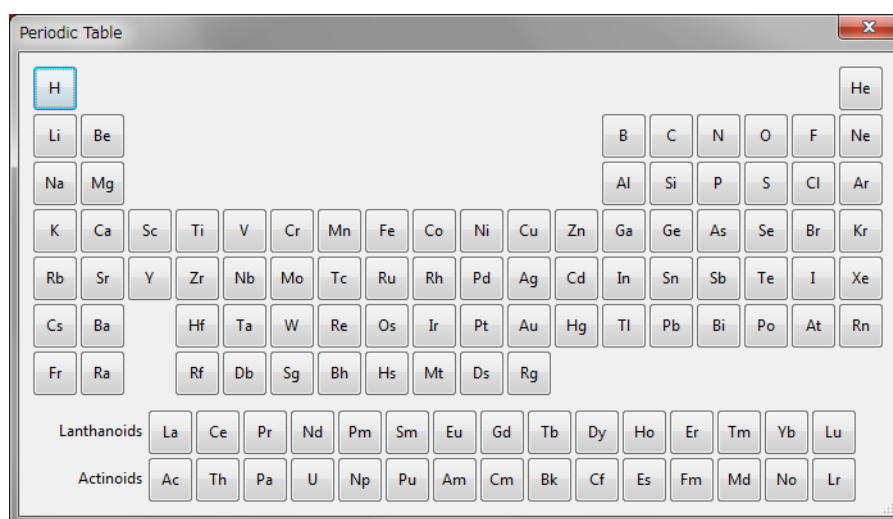 Periodic Table
H He
Li Be B C N O F Ne
Na Mg Al Si P S Cl Ar
K Ca Sc Ti V Cr Mn Fe Co Ni Cu Zn Ga Ge As Se Br Kr
Rb Sr Y Zr Nb Mo Tc Ru Rh Pd Ag Cd In Sn Sb Te I Xe
Cs Ba Hf Ta W Re Os Ir Pt Au Hg Tl Pb Bi Po At Rn
Fr Ra Rf Db Sg Bh Hs Mt Ds Rg
Lanthanoids La Ce Pr Nd Pm Sm Eu Gd Tb Dy Ho Er Tm Yb Lu
Actinoids Ac Th Pa U Np Pu Am Cm Bk Cf Es Fm Md No Lr